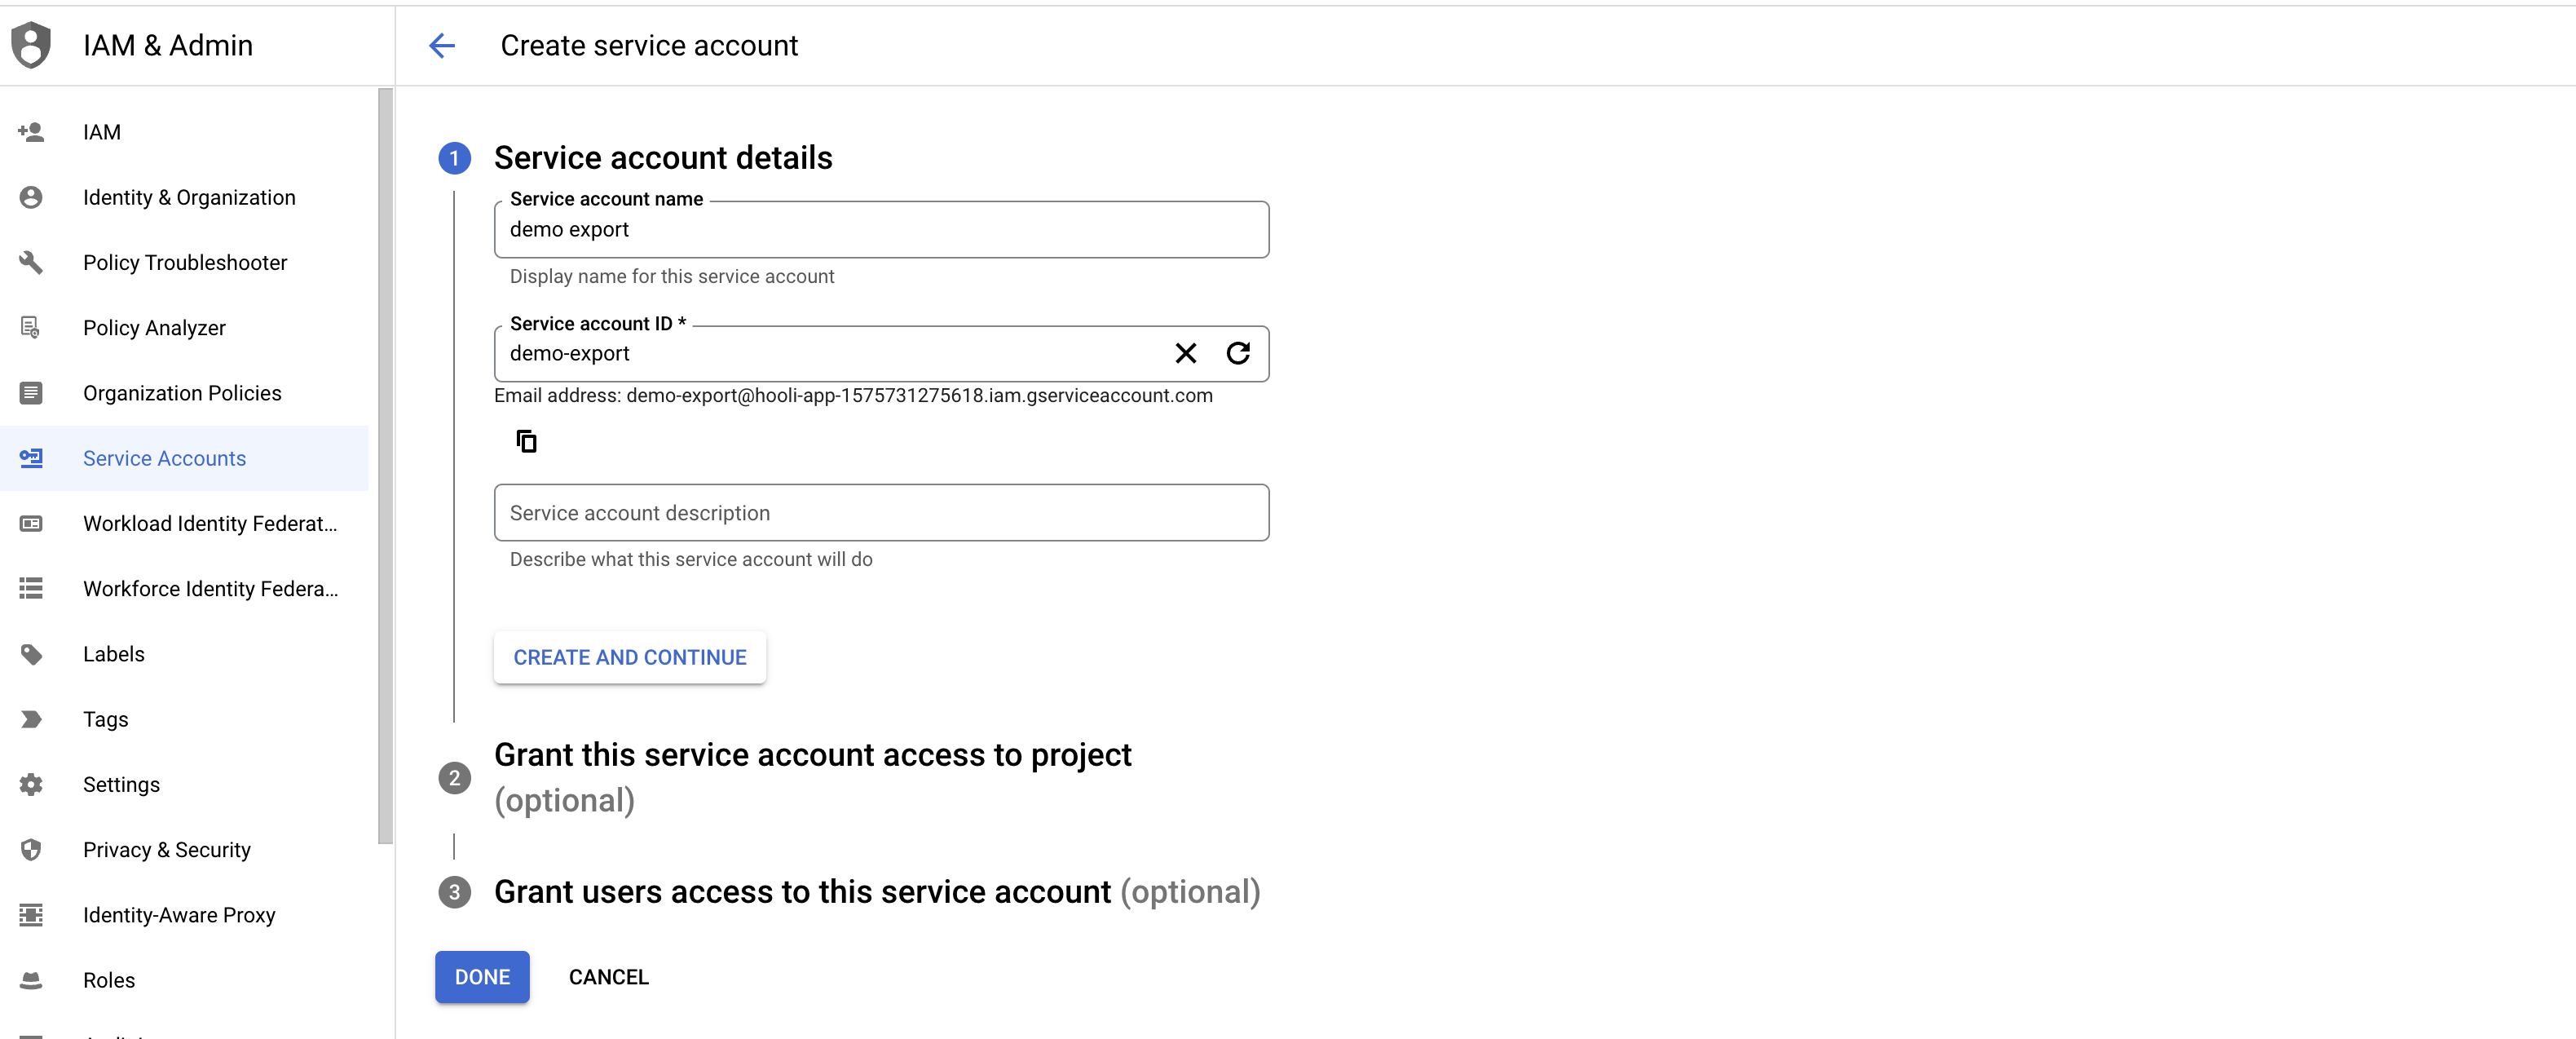 IAM & Admin
Create service account
IAM
Identity & Organization
Policy Troubleshooter
Policy Analyzer
Organization Policies
Service Accounts
Workload Identity Federat...
Workforce Identity Federa...
Labels
Tags
Settings
Privacy & Security
Identity-Aware Proxy
Roles
1 Service account details
Service account name
demo export
Display name for this service account
Service account ID *
demo-export
Email address: demo-export@hooli-app-1575731275618.iam.gserviceaccount.com
Service account description
Describe what this service account will do
CREATE AND CONTINUE
2 Grant this service account access to project
(optional)
3 Grant users access to this service account (optional)
DONE CANCEL